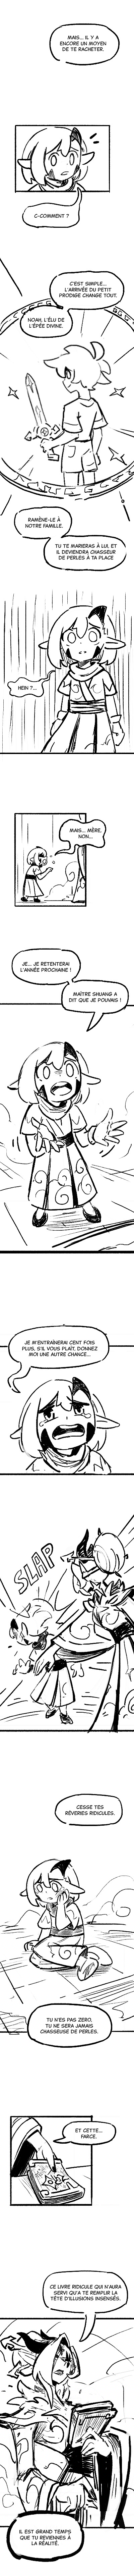 MAIS... IL Y A
ENCORE UN MOYEN
DE TE RACHETER.
C-COMMENT ?
C'EST SIMPLE...
L'ARRIVÉE DU PETIT
PRODIGE CHANGE TOUT.
NOAH, L'ÉLU DE
L'ÉPÉE DIVINE.
RAMÈNE-LE À
NOTRE FAMILLE.
TU TE MARIERAS À LUI, ET
IL DEVIENDRA CHASSEUR
DE PERLES À TA PLACE
HEIN ?...
MAIS... MÈRE.
NON...
JE... JE RETENTERAI
L'ANNÉE PROCHAINE !
MAÎTRE SHUANG A
DIT QUE JE POUVAIS !
JE M'ENTRAÎNERAI CENT FOIS
PLUS, S'IL VOUS PLAÎT, DONNEZ
MOI UNE AUTRE CHANCE...
SLAP
CESSE TES
RÊVERIES RIDICULES.
TU N'ES PAS ZERO,
TU NE SERA JAMAIS
CHASSEUSE DE PERLES.
ET CETTE...
FARCE.
CE LIVRE RIDICULE QUI N'AURA
SERVI QU'A TE REMPLIR LA
TÊTE D'ILLUSIONS INSENSÉS.
IL EST GRAND TEMPS
QUE TU REVIENNES À
LA RÉALITÉ.